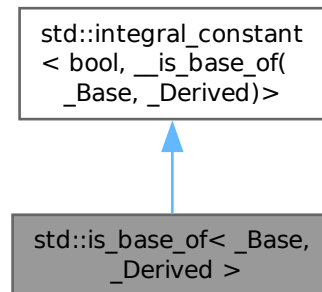 std::integral_constant
< bool, __is_base_of(
_Base, _Derived)>
std::is_base_of< _Base,
_Derived >